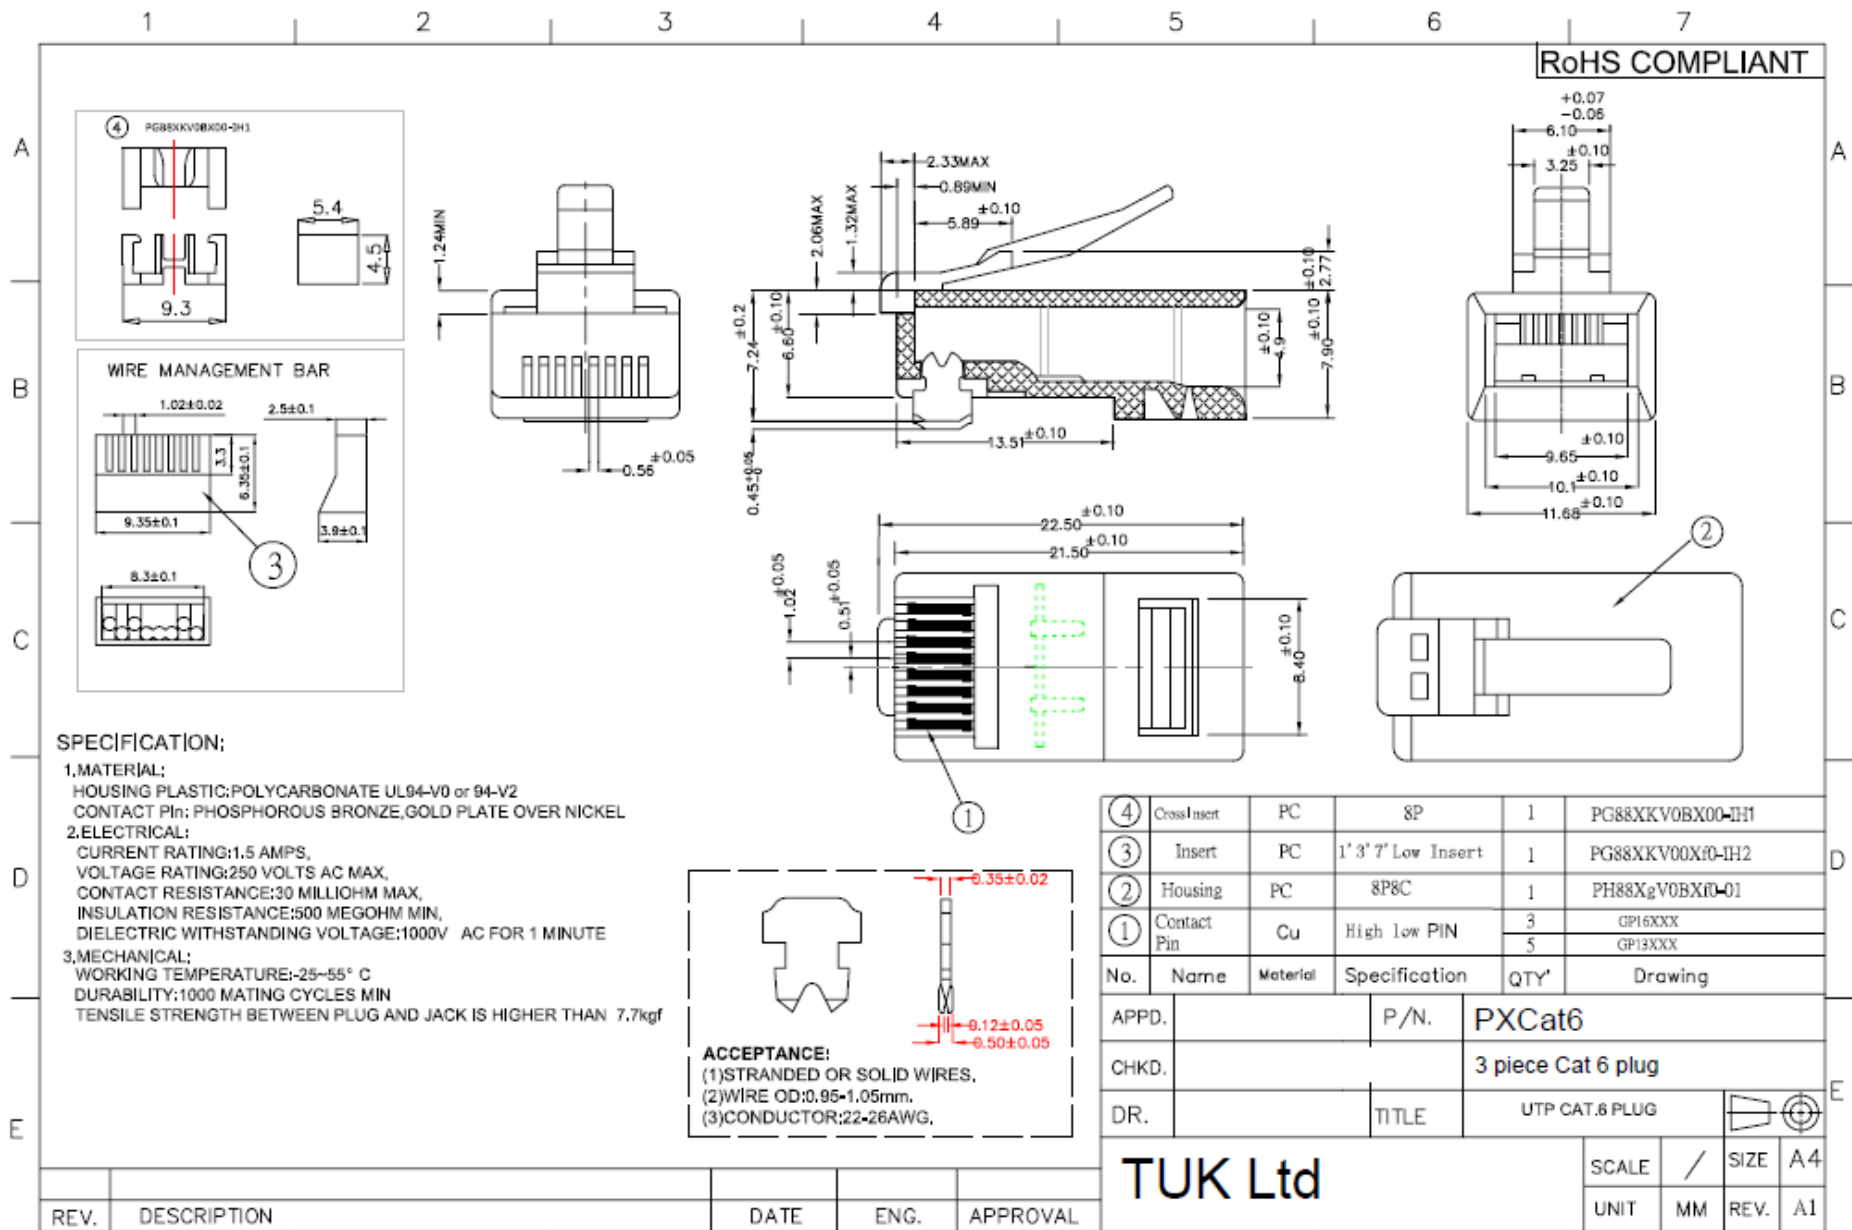 1 2 3 4 5 6 7
RoHS COMPLIANT
A
A
④ PG88XKV0BX00-IH1
5.4
4.5
9.3
WIRE MANAGEMENT BAR
1.02±0.02
2.5±0.1
3.3
6.35±0.1
9.35±0.1
3.9±0.1
③
8.3±0.1
1.24MIN
0.56 ±0.05
2.33MAX
0.89MIN
5.89 ±0.10
2.06MAX
1.32MAX
2.77 ±0.10
7.24 ±0.2
6.60 ±0.10
4.9 ±0.10
7.90 ±0.10
13.51 ±0.10
+0.07
-0.05
6.10
±0.10
3.25
9.65 ±0.10
10.1 ±0.10
11.68 ±0.10
B
B
22.50 ±0.10
21.50 ±0.10
1.02 ±0.05
0.51 ±0.05
8.40 ±0.10
①
②
C
C
SPECIFICATION:
1.MATERIAL:
HOUSING PLASTIC:POLYCARBONATE UL94-V0 or 94-V2
CONTACT Pin: PHOSPHOROUS BRONZE,GOLD PLATE OVER NICKEL
2.ELECTRICAL:
CURRENT RATING:1.5 AMPS,
VOLTAGE RATING:250 VOLTS AC MAX,
CONTACT RESISTANCE:30 MILLIOHM MAX,
INSULATION RESISTANCE:500 MEGOHM MIN,
DIELECTRIC WITHSTANDING VOLTAGE:1000V AC FOR 1 MINUTE
3.MECHANICAL:
WORKING TEMPERATURE:-25~55° C
DURABILITY:1000 MATING CYCLES MIN
TENSILE STRENGTH BETWEEN PLUG AND JACK IS HIGHER THAN 7.7kgf
D
D
0.35±0.02
0.12±0.05
0.50±0.05
ACCEPTANCE:
(1)STRANDED OR SOLID WIRES,
(2)WIRE OD:0.95-1.05mm.
(3)CONDUCTOR:22-26AWG.
④ CrossInsert PC 8P 1 PG88XKV0BX00-IH1
③ Insert PC 1'3'7'Low Insert 1 PG88XKV00Xf0-IH2
② Housing PC 8P8C 1 PH88XgV0BXf0-01
① Contact Pin Cu High low PIN 3 GP16XXX
5 GP13XXX
No. Name Material Specification QTY' Drawing
APPD. P/N. PXCat6
CHKD. 3 piece Cat 6 plug
DR. TITLE UTP CAT.6 PLUG
E
E
TUK Ltd
SCALE / SIZE A4
UNIT MM REV. A1
REV. DESCRIPTION DATE ENG. APPROVAL